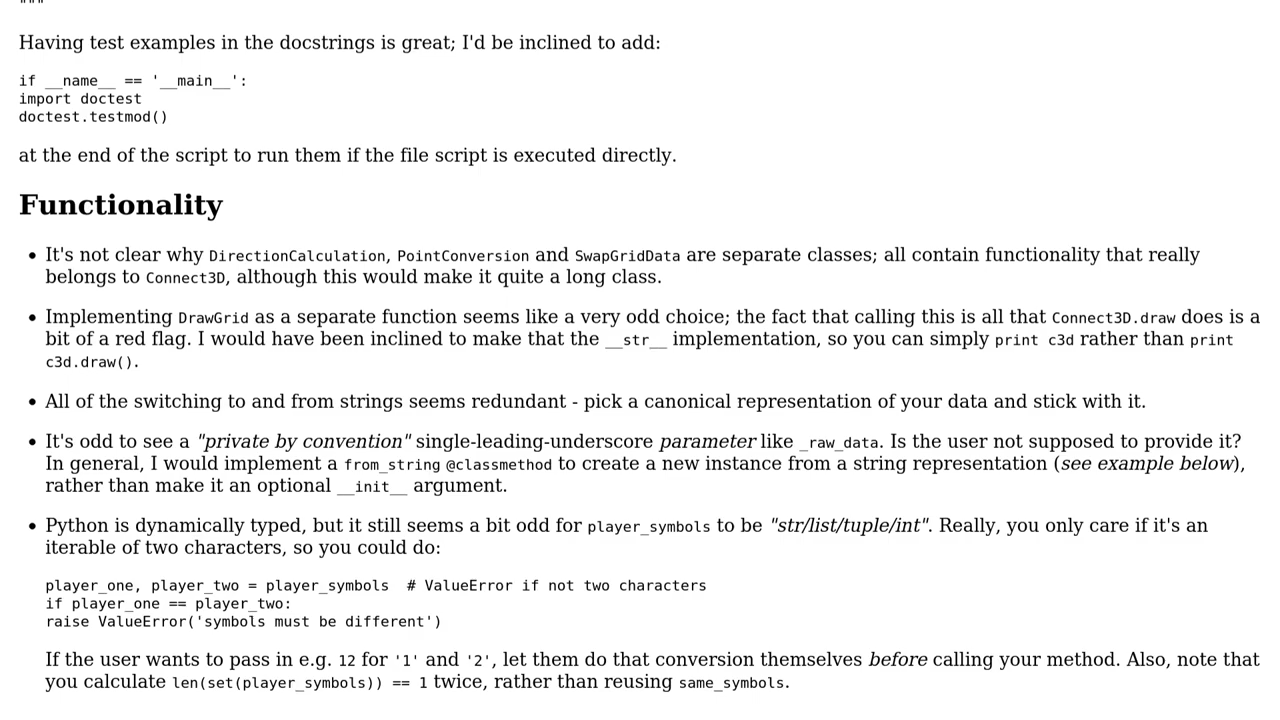 """
Having test examples in the docstrings is great; I'd be inclined to add:
if __name__ == '__main__':
import doctest
doctest.testmod()
at the end of the script to run them if the file script is executed directly.
Functionality
• It's not clear why DirectionCalculation, PointConversion and SwapGridData are separate classes; all contain functionality that really
belongs to Connect3D, although this would make it quite a long class.
• Implementing DrawGrid as a separate function seems like a very odd choice; the fact that calling this is all that Connect3D.draw does is a
bit of a red flag. I would have been inclined to make that the __str__ implementation, so you can simply print c3d rather than print
c3d.draw().
• All of the switching to and from strings seems redundant - pick a canonical representation of your data and stick with it.
• It's odd to see a "private by convention" single-leading-underscore parameter like _raw_data. Is the user not supposed to provide it?
In general, I would implement a from_string @classmethod to create a new instance from a string representation (see example below),
rather than make it an optional __init__ argument.
• Python is dynamically typed, but it still seems a bit odd for player_symbols to be "str/list/tuple/int". Really, you only care if it's an
iterable of two characters, so you could do:
player_one, player_two = player_symbols  # ValueError if not two characters
if player_one == player_two:
raise ValueError('symbols must be different')
If the user wants to pass in e.g. 12 for '1' and '2', let them do that conversion themselves before calling your method. Also, note that
you calculate len(set(player_symbols)) == 1 twice, rather than reusing same_symbols.